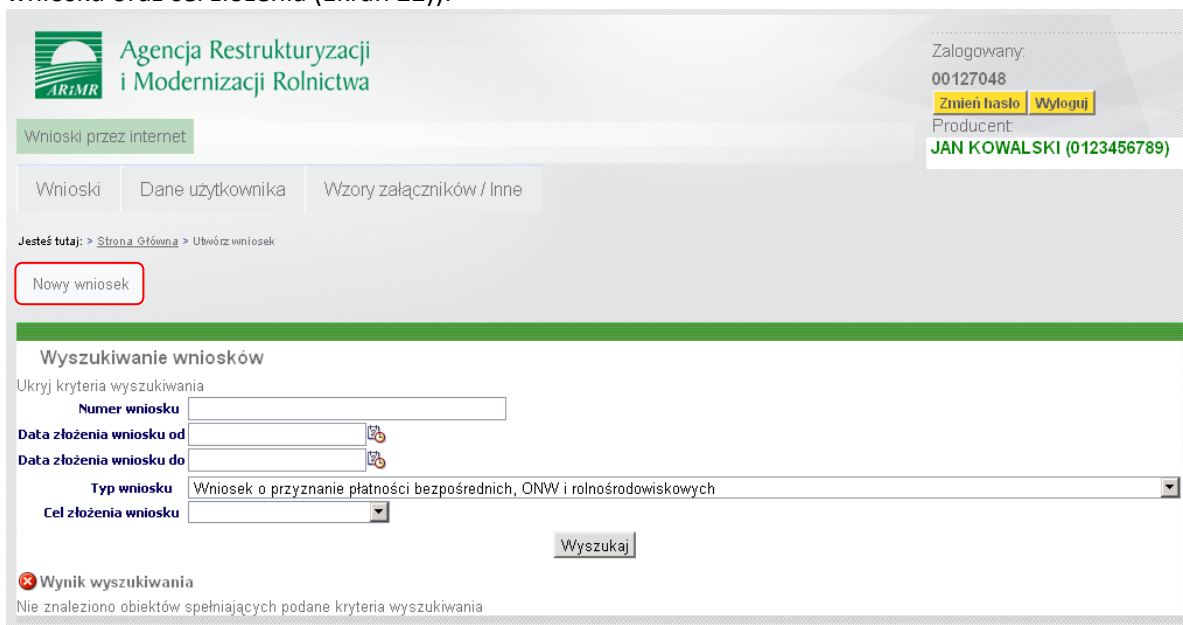 wniosku oraz cel złożenia (Ekran 22)).
ARiMR
Agencja Restrukturyzacji
i Modernizacji Rolnictwa
Zalogowany:
00127048
Zmień hasło Wyloguj
Producent:
JAN KOWALSKI (0123456789)
Wnioski przez internet
Wnioski Dane użytkownika Wzory załączników / Inne
Jesteś tutaj: > Strona Główna > Utwórz wniosek
Nowy wniosek
Wyszukiwanie wniosków
Ukryj kryteria wyszukiwania
Numer wniosku
Data złożenia wniosku od
Data złożenia wniosku do
Typ wniosku Wniosek o przyznanie płatności bezpośrednich, ONW i rolnośrodowiskowych
Cel złożenia wniosku
Wyszukaj
Wynik wyszukiwania
Nie znaleziono obiektów spełniających podane kryteria wyszukiwania